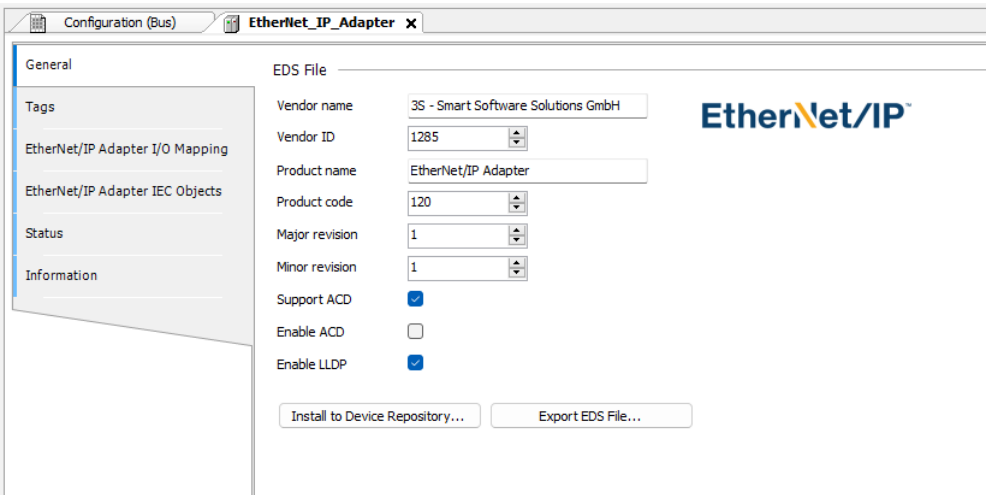 Configuration (Bus) EtherNet_IP_Adapter
General
Tags
EtherNet/IP Adapter I/O Mapping
EtherNet/IP Adapter IEC Objects
Status
Information
EDS File
Vendor name 3S - Smart Software Solutions GmbH
Vendor ID 1285
Product name EtherNet/IP Adapter
Product code 120
Major revision 1
Minor revision 1
Support ACD
Enable ACD
Enable LLDP
Install to Device Repository... Export EDS File...
EtherNet/IP™